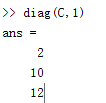 >> diag(C,1)
ans =
2
10
12